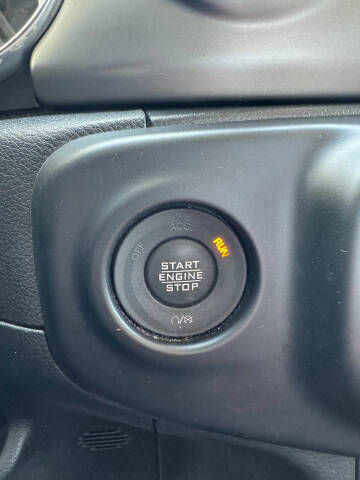 ACC
OFF
RUN
START
ENGINE
STOP